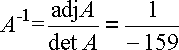 A⁻¹ = adjA / det A = 1 / −159